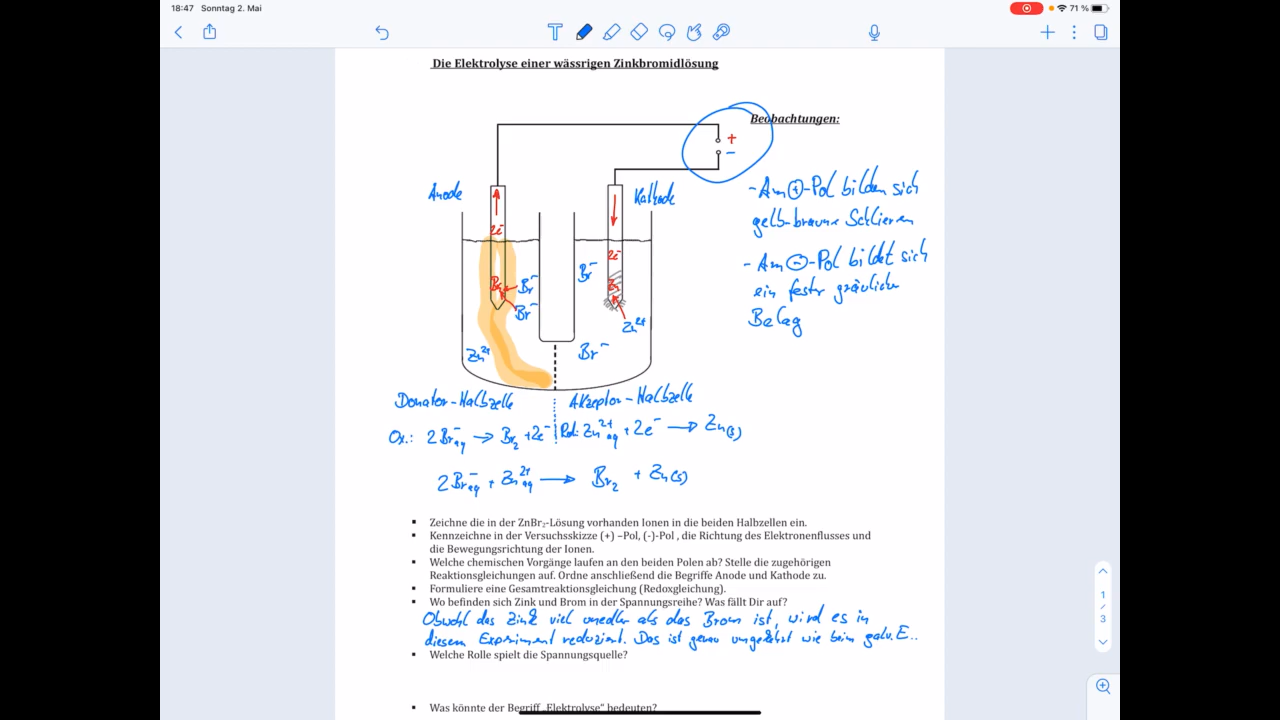 18:47 Sonntag 2. Mai
71 %
Die Elektrolyse einer wässrigen Zinkbromidlösung
Beobachtungen:
+
−
Anode
Kathode
- Am ⊕-Pol bilden sich
gelb-braune Schlieren
- Am ⊖-Pol bildet sich
ein fester gräulicher
Belag
2e⁻
2e⁻
Br₂
Br⁻
Br⁻
Br⁻
Zn
Zn²⁺
Zn²⁺
Br⁻
Donator-Halbzelle
Akzeptor-Halbzelle
Ox.: 2Br⁻aq → Br₂ + 2e⁻
Red: Zn²⁺aq + 2e⁻ → Zn(s)
2Br⁻aq + Zn²⁺aq → Br₂ + Zn(s)
▪ Zeichne die in der ZnBr₂-Lösung vorhanden Ionen in die beiden Halbzellen ein.
▪ Kennzeichne in der Versuchsskizze (+) –Pol, (-)-Pol , die Richtung des Elektronenflusses und
die Bewegungsrichtung der Ionen.
▪ Welche chemischen Vorgänge laufen an den beiden Polen ab? Stelle die zugehörigen
Reaktionsgleichungen auf. Ordne anschließend die Begriffe Anode und Kathode zu.
▪ Formuliere eine Gesamtreaktionsgleichung (Redoxgleichung).
▪ Wo befinden sich Zink und Brom in der Spannungsreihe? Was fällt Dir auf?
Obwohl das Zink viel unedler als das Brom ist, wird es in
diesem Experiment reduziert. Das ist genau umgekehrt wie beim galv. E..
▪ Welche Rolle spielt die Spannungsquelle?
▪ Was könnte der Begriff „Elektrolyse" bedeuten?
1
/
3